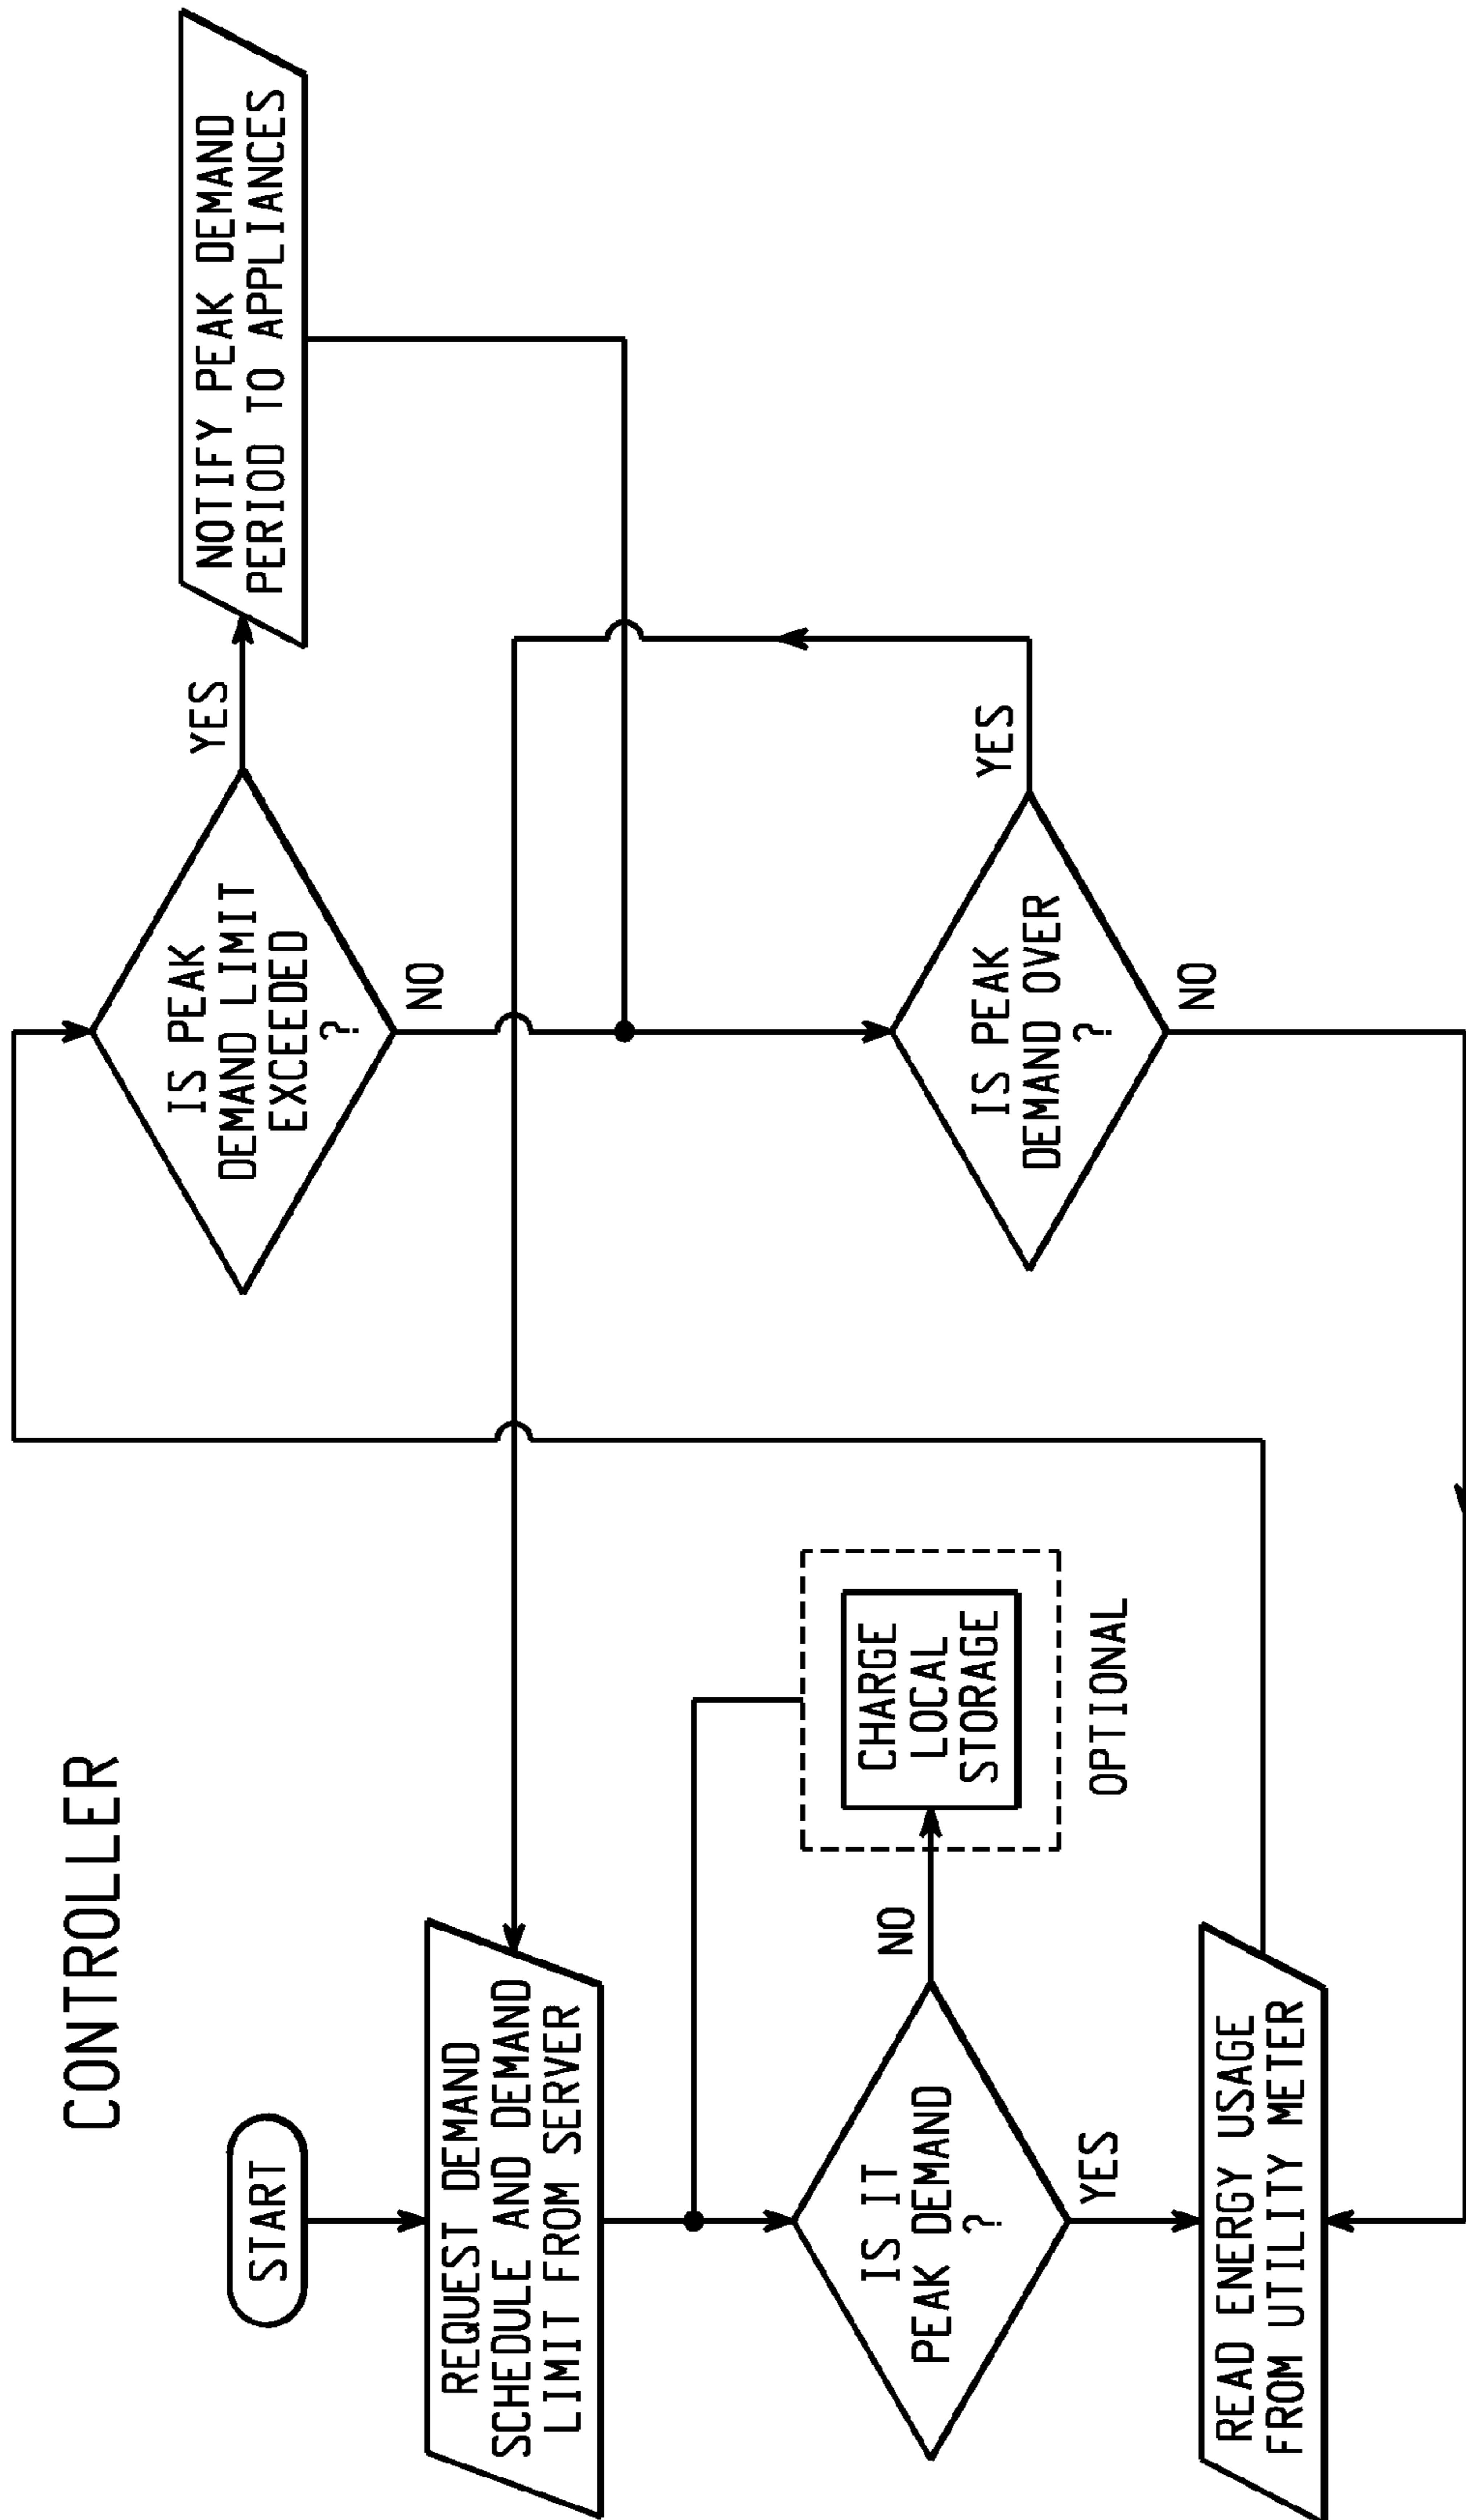 CONTROLLER
START
REQUEST DEMAND
SCHEDULE AND DEMAND
LIMIT FROM SERVER
IS IT
PEAK DEMAND
?
NO
YES
CHARGE
LOCAL
STORAGE
OPTIONAL
READ ENERGY USAGE
FROM UTILITY METER
IS PEAK
DEMAND LIMIT
EXCEEDED
?
YES
NO
NOTIFY PEAK DEMAND
PERIOD TO APPLIANCES
IS PEAK
DEMAND OVER
?
YES
NO